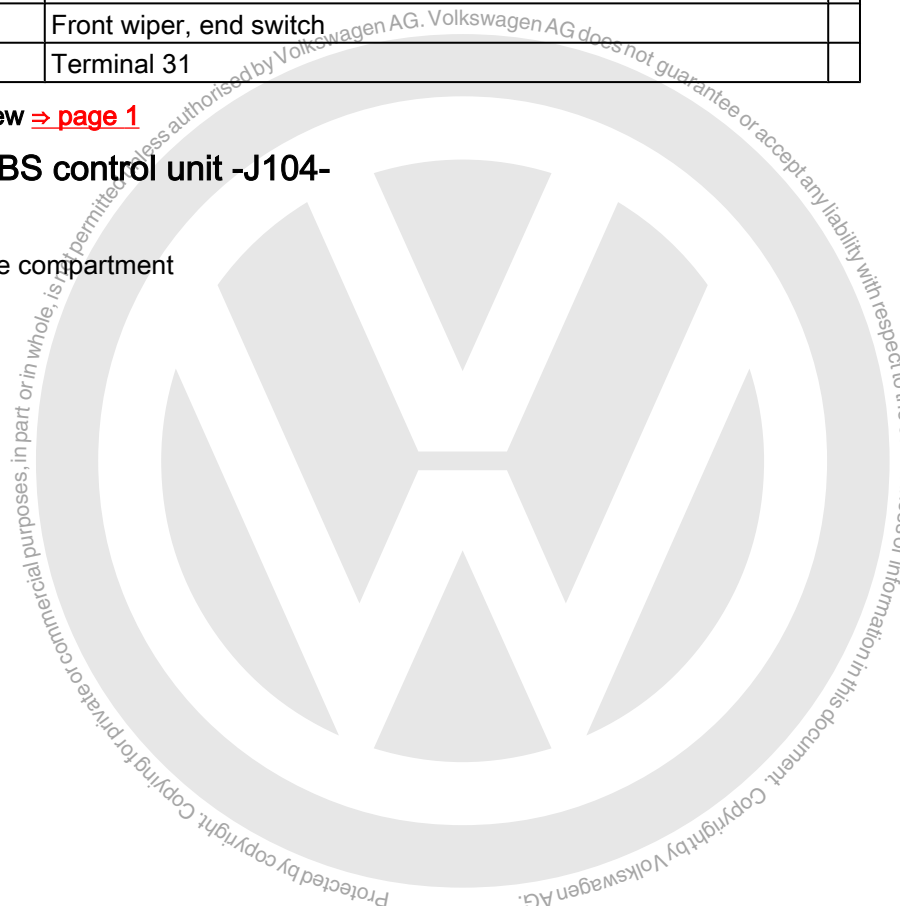 Front wiper, end switch
Terminal 31
ew ⇒ page 1
BS control unit -J104-
e compartment
Protected by copyright. Copying for private or commercial purposes, in part or in whole, is not permitted unless authorised by Volkswagen AG. Volkswagen AG does not guarantee or accept any liability with respect to the
of information in this document. Copyright by Volkswagen AG.